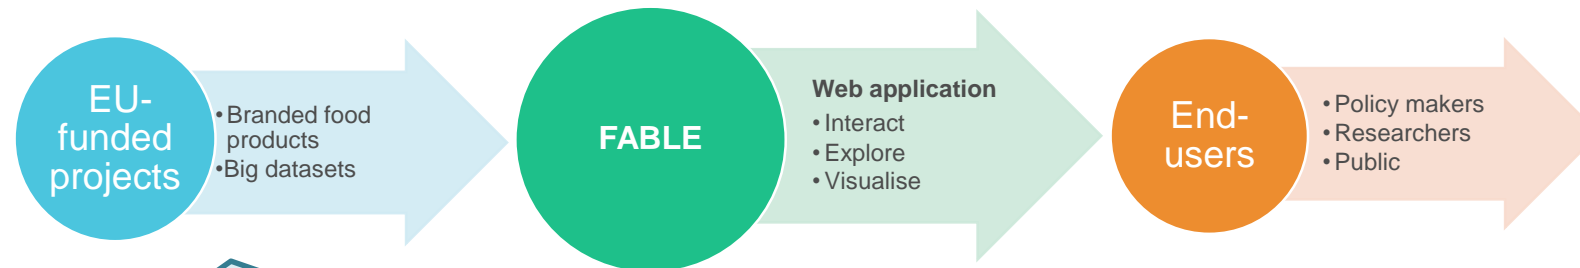 EU-
funded
projects
•Branded food
products
•Big datasets
FABLE
Web application
•Interact
•Explore
•Visualise
End-
users
•Policy makers
•Researchers
•Public